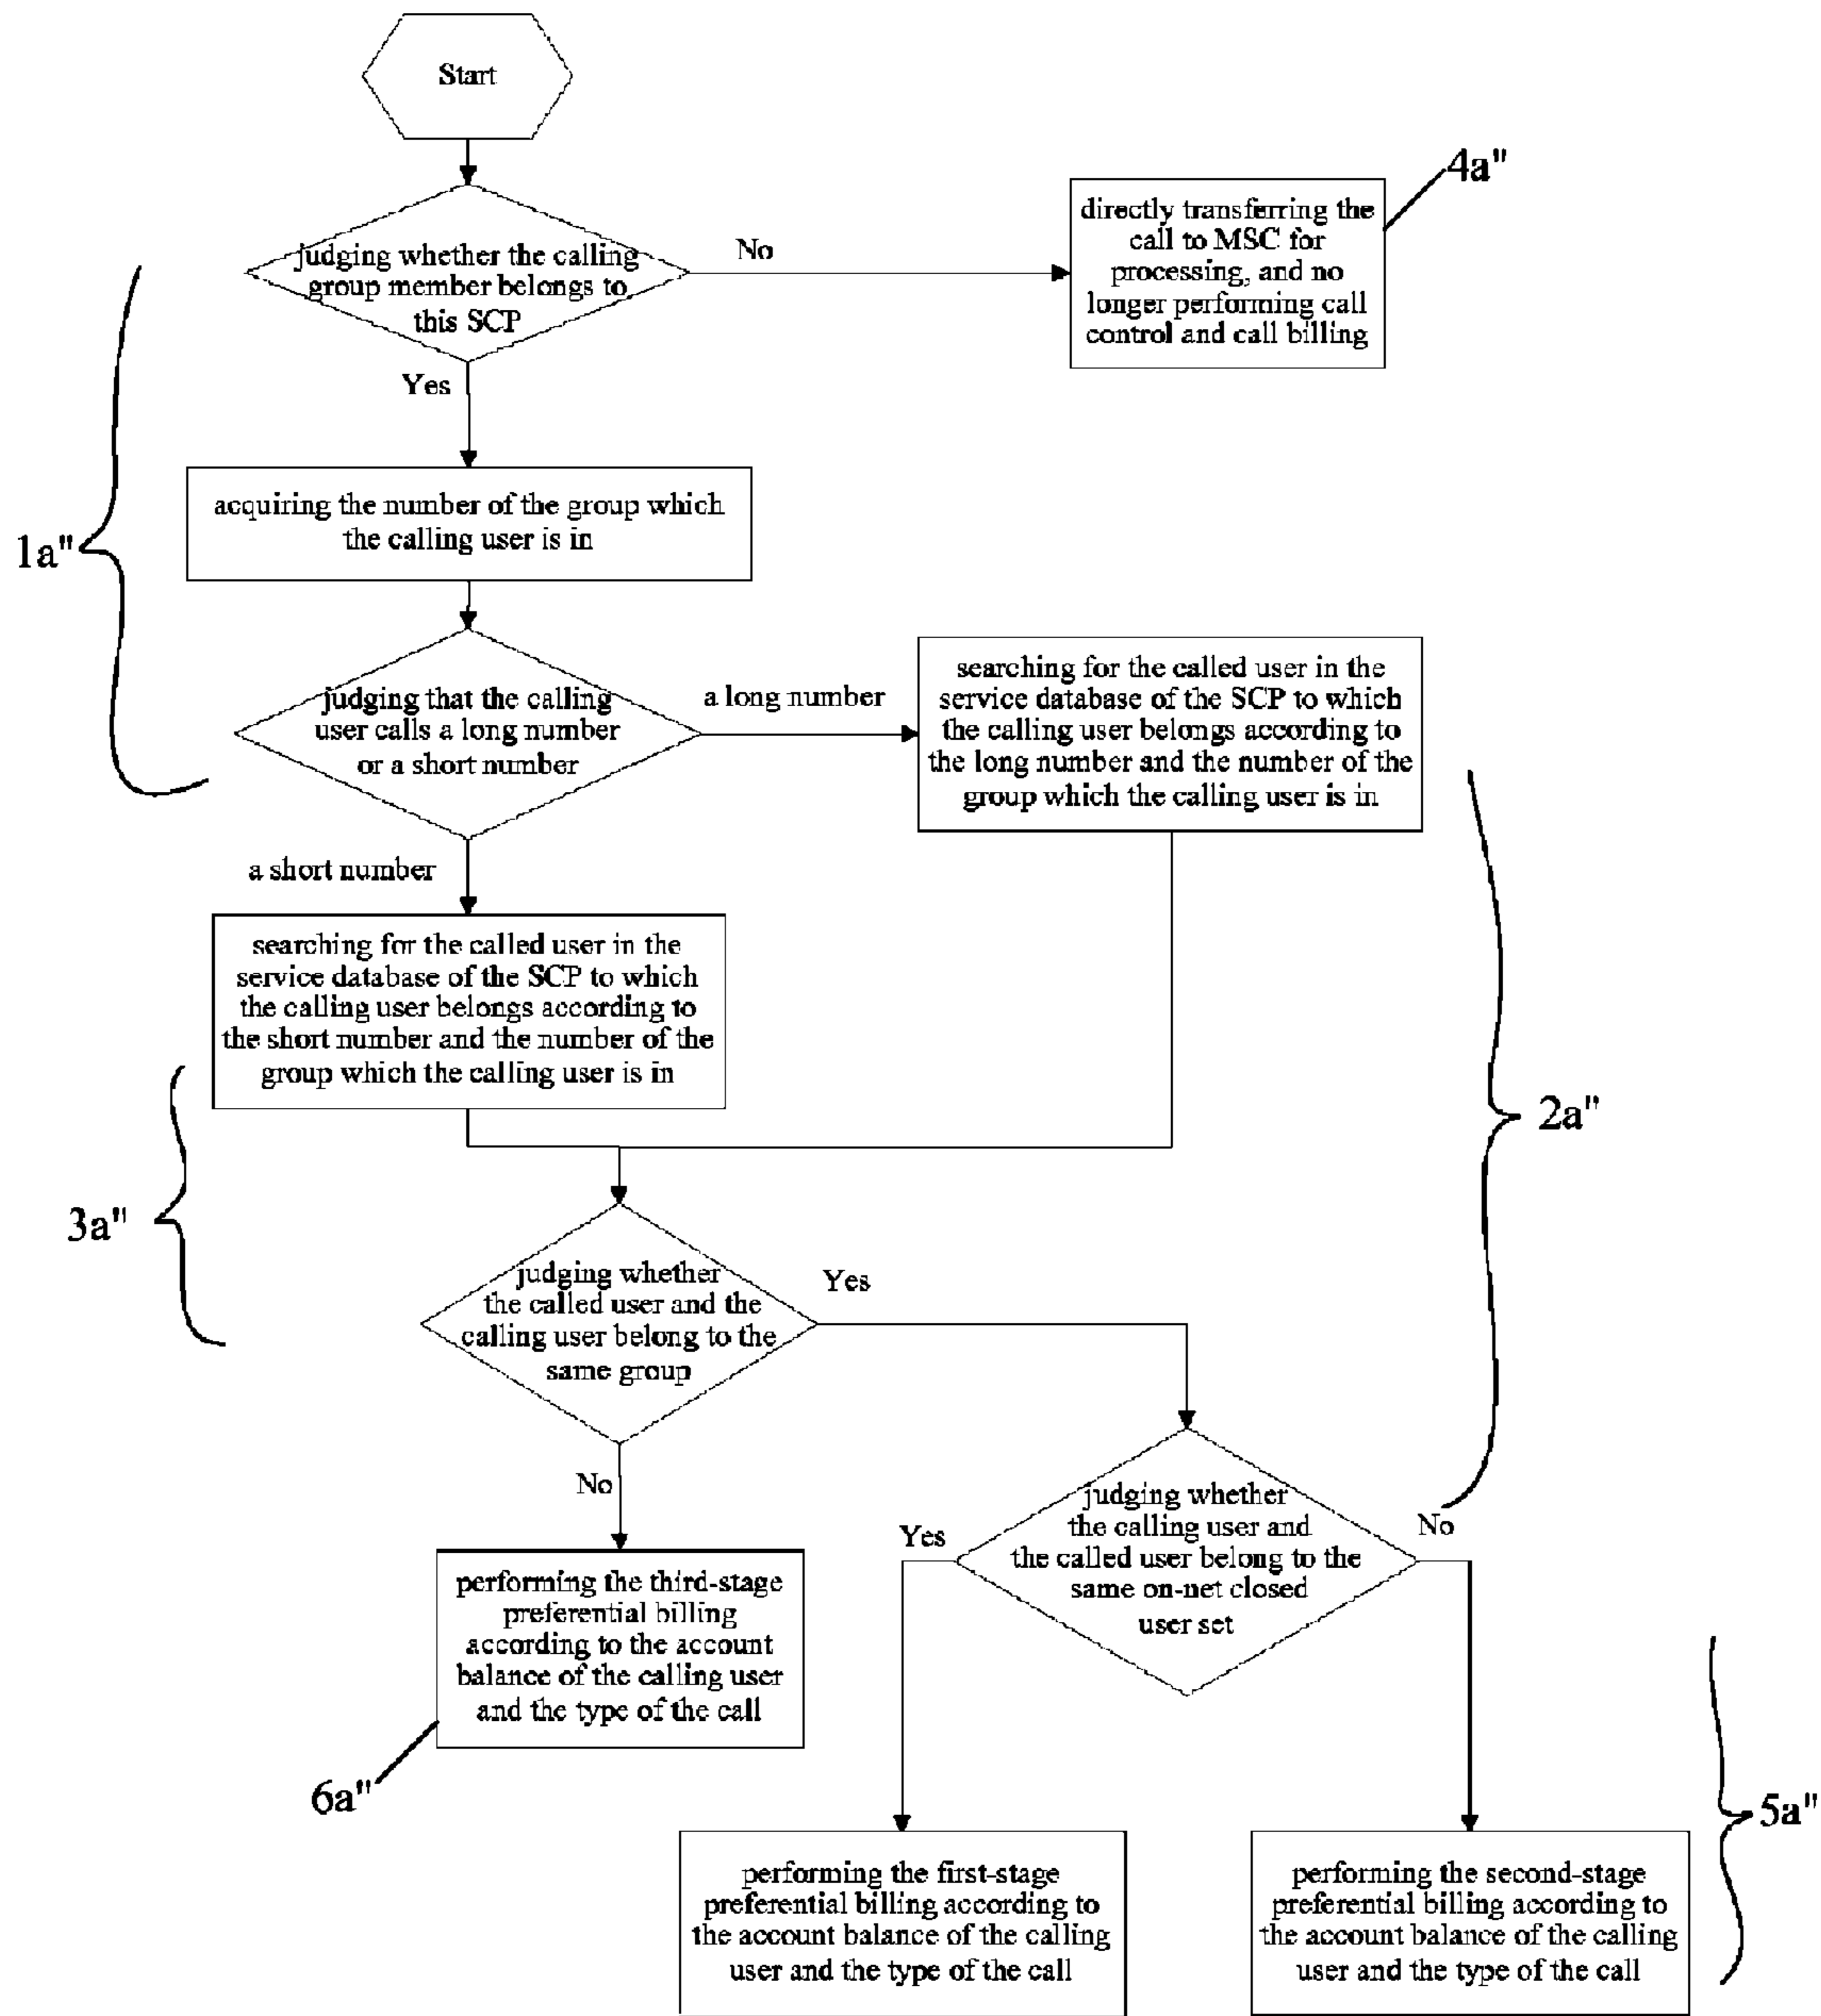 Start
4a"
directly transferring the
call to MSC for
processing, and no
longer performing call
control and call billing
No
judging whether the calling
group member belongs to
this SCP
Yes
acquiring the number of the group which
the calling user is in
1a"
judging that the calling
user calls a long number
or a short number
a long number
searching for the called user in the
service database of the SCP to which
the calling user belongs according to
the long number and the number of the
group which the calling user is in
a short number
searching for the called user in the
service database of the SCP to which
the calling user belongs according to
the short number and the number of the
group which the calling user is in
2a"
3a"
judging whether
the called user and the
calling user belong to the
same group
Yes
No
judging whether
the calling user and
the called user belong to the
same on-net closed
user set
Yes
No
performing the third-stage
preferential billing
according to the account
balance of the calling user
and the type of the call
6a"
5a"
performing the first-stage
preferential billing according to
the account balance of the calling
user and the type of the call
performing the second-stage
preferential billing according to
the account balance of the calling
user and the type of the call